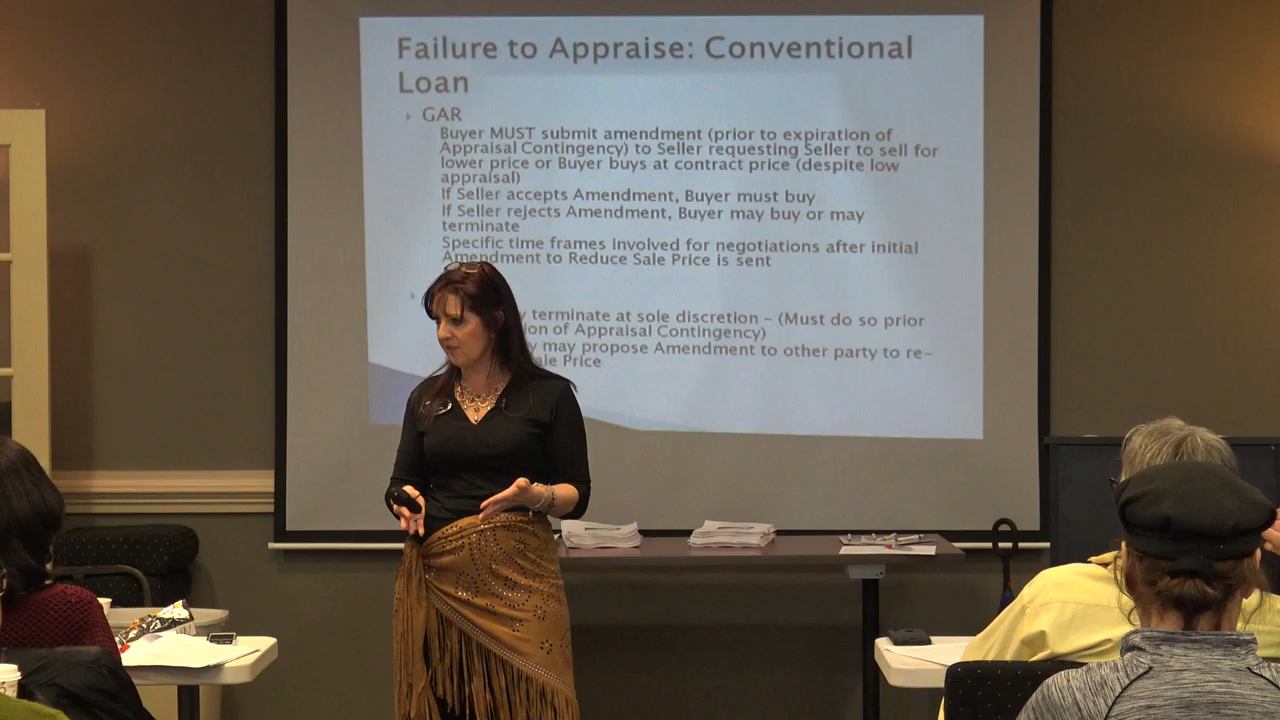 Failure to Appraise: Conventional
Loan
GAR
Buyer MUST submit amendment (prior to expiration of
Appraisal Contingency) to Seller requesting Seller to sell for
lower price or Buyer buys at contract price (despite low
appraisal)
If Seller accepts Amendment, Buyer must buy
If Seller rejects Amendment, Buyer may buy or may
terminate
Specific time frames involved for negotiations after initial
Amendment to Reduce Sale Price is sent
terminate at sole discretion – (Must do so prior
of Appraisal Contingency)
may propose Amendment to other party to re-
Price